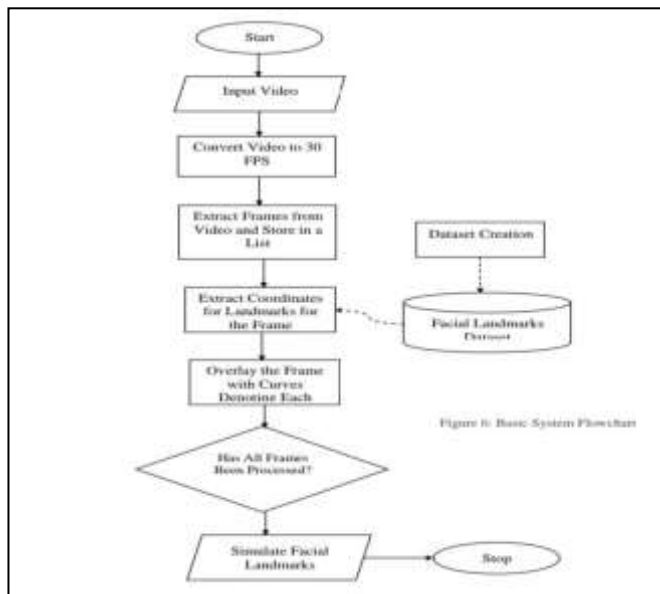 Start
Input Video
Convert Video to 30
FPS
Extract Frames from
Video and Store in a
List
Dataset Creation
Extract Coordinates
for Landmarks for
the Frame
Facial Landmarks
Dataset
Overlay the Frame
with Curves
Denoting Each
Figure 6: Basic System Flowchart
Has All Frames
Been Processed?
Simulate Facial
Landmarks
Stop